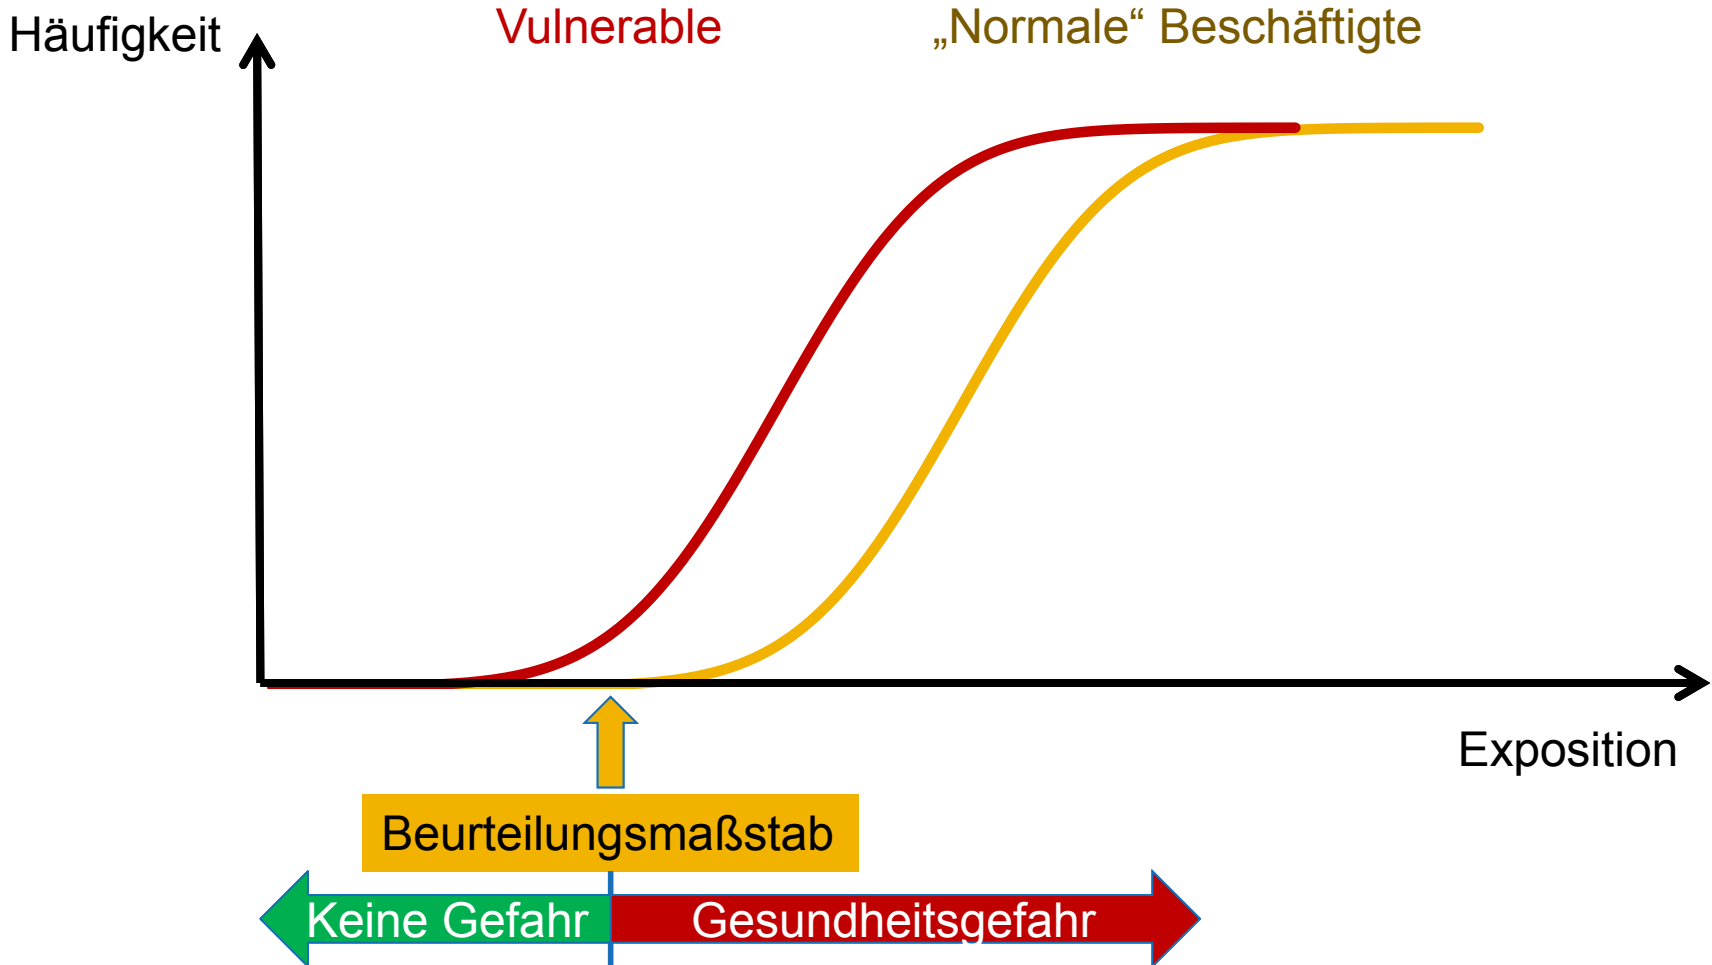 Häufigkeit
Vulnerable
„Normale“ Beschäftigte
Exposition
Beurteilungsmaßstab
Keine Gefahr
Gesundheitsgefahr